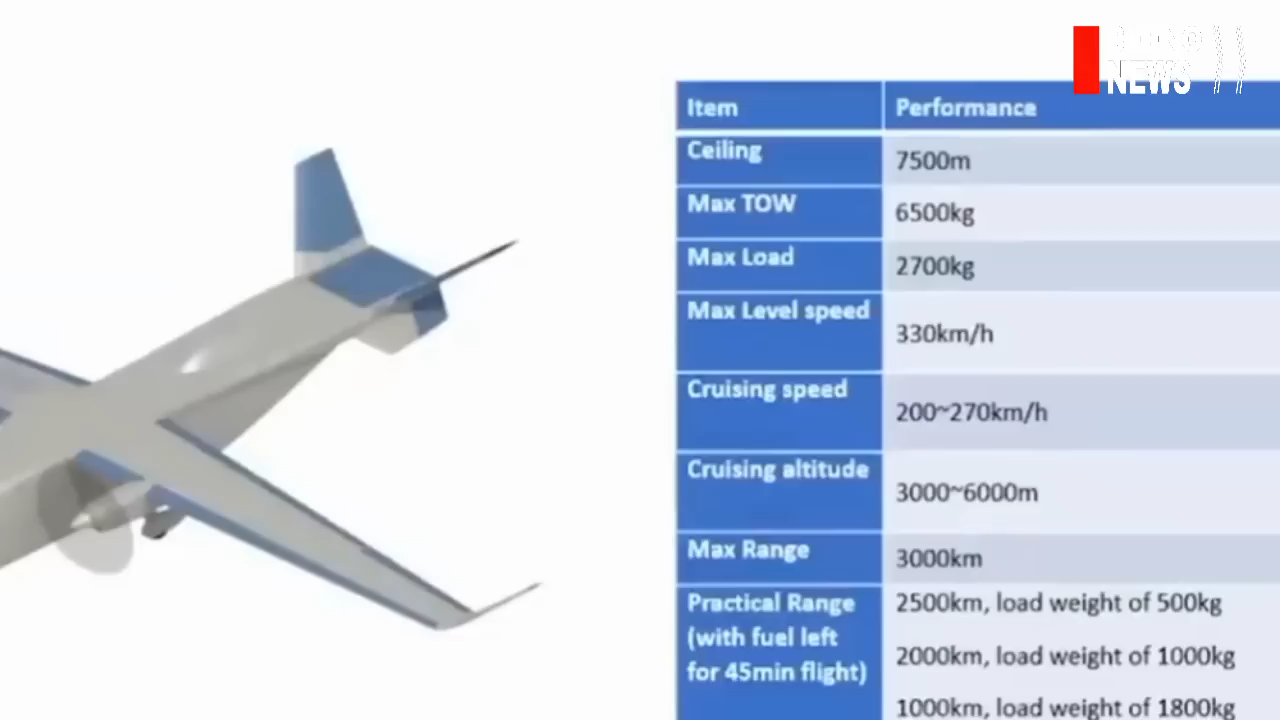 NEWS
Item
Performance
Ceiling
7500m
Max TOW
6500kg
Max Load
2700kg
Max Level speed
330km/h
Cruising speed
200~270km/h
Cruising altitude
3000~6000m
Max Range
3000km
Practical Range
(with fuel left
for 45min flight)
2500km, load weight of 500kg
2000km, load weight of 1000kg
1000km, load weight of 1800kg